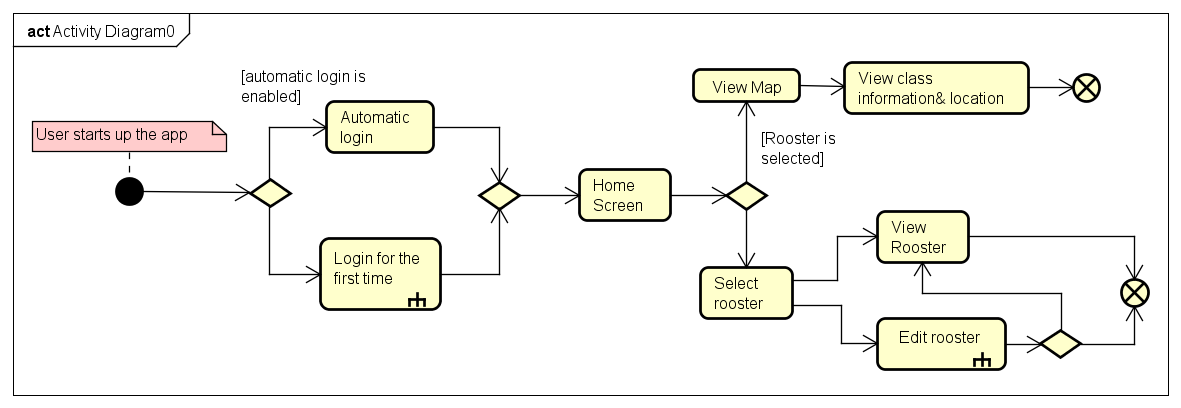 act Activity Diagram0
[automatic login is
enabled]
User starts up the app
Automatic
login
Login for the
first time
Home
Screen
View Map
View class
information& location
[Rooster is
selected]
Select
rooster
View
Rooster
Edit rooster